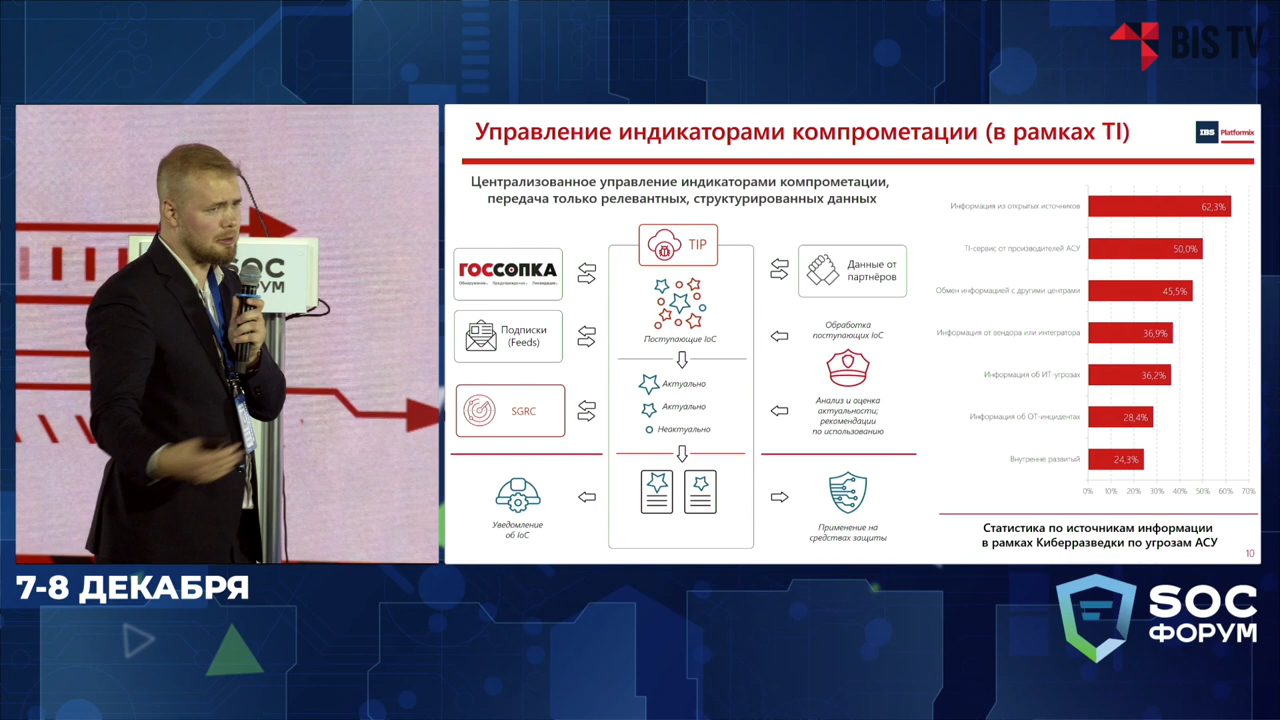 BIS TV
Управление индикаторами компрометации (в рамках TI)
IBS Platformix
Централизованное управление индикаторами компрометации,
передача только релевантных, структурированных данных
ГОССОПКА
Обнаружение. Предупреждение. Ликвидация.
Подписки
(Feeds)
SGRC
Уведомление
об IoC
TIP
Поступающие IoC
Актуально
Актуально
Неактуально
Данные от
партнёров
Обработка
поступающих IoC
Анализ и оценка
актуальности;
рекомендации
по использованию
Применение на
средствах защиты
Информация из открытых источников 62,3%
TI-сервис от производителей АСУ 50,0%
Обмен информацией с другими центрами 45,5%
Информация от вендора или интегратора 36,9%
Информация об ИТ-угрозах 36,2%
Информация об ОТ-инцидентах 28,4%
Внутренне развитый 24,3%
0% 10% 20% 30% 40% 50% 60% 70%
Статистика по источникам информации
в рамках Киберразведки по угрозам АСУ
10
SOC
ФОРУМ
7-8 ДЕКАБРЯ
SOC
ФОРУМ